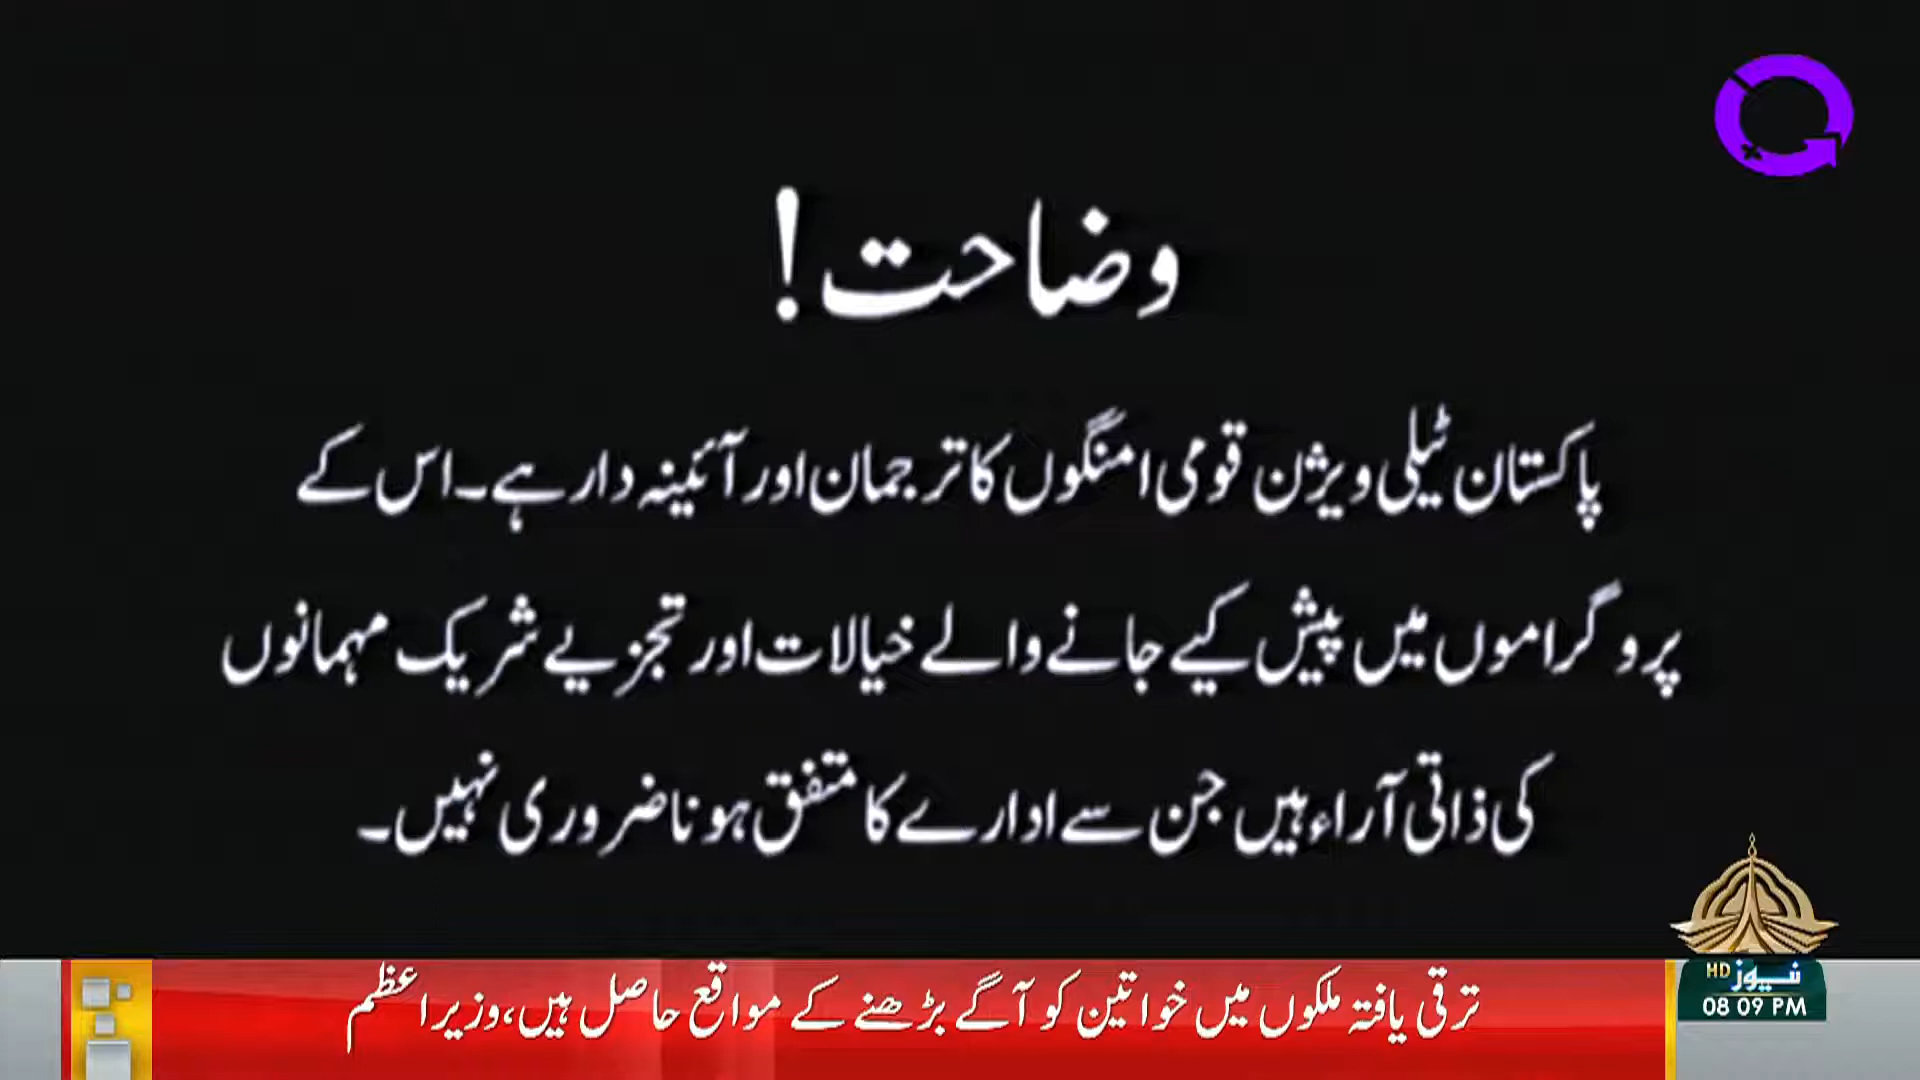 وضاحت!
پاکستان ٹیلی ویژن قومی امنگوں کا ترجمان اور آئینہ دار ہے۔ اس کے
پروگراموں میں پیش کیے جانے والے خیالات اور تجزیے شریک مہمانوں
کی ذاتی آراء ہیں جن سے ادارے کا متفق ہونا ضروری نہیں۔
نیوز HD
08 09 PM
ترقی یافتہ ملکوں میں خواتین کو آگے بڑھنے کے مواقع حاصل ہیں، وزیراعظم